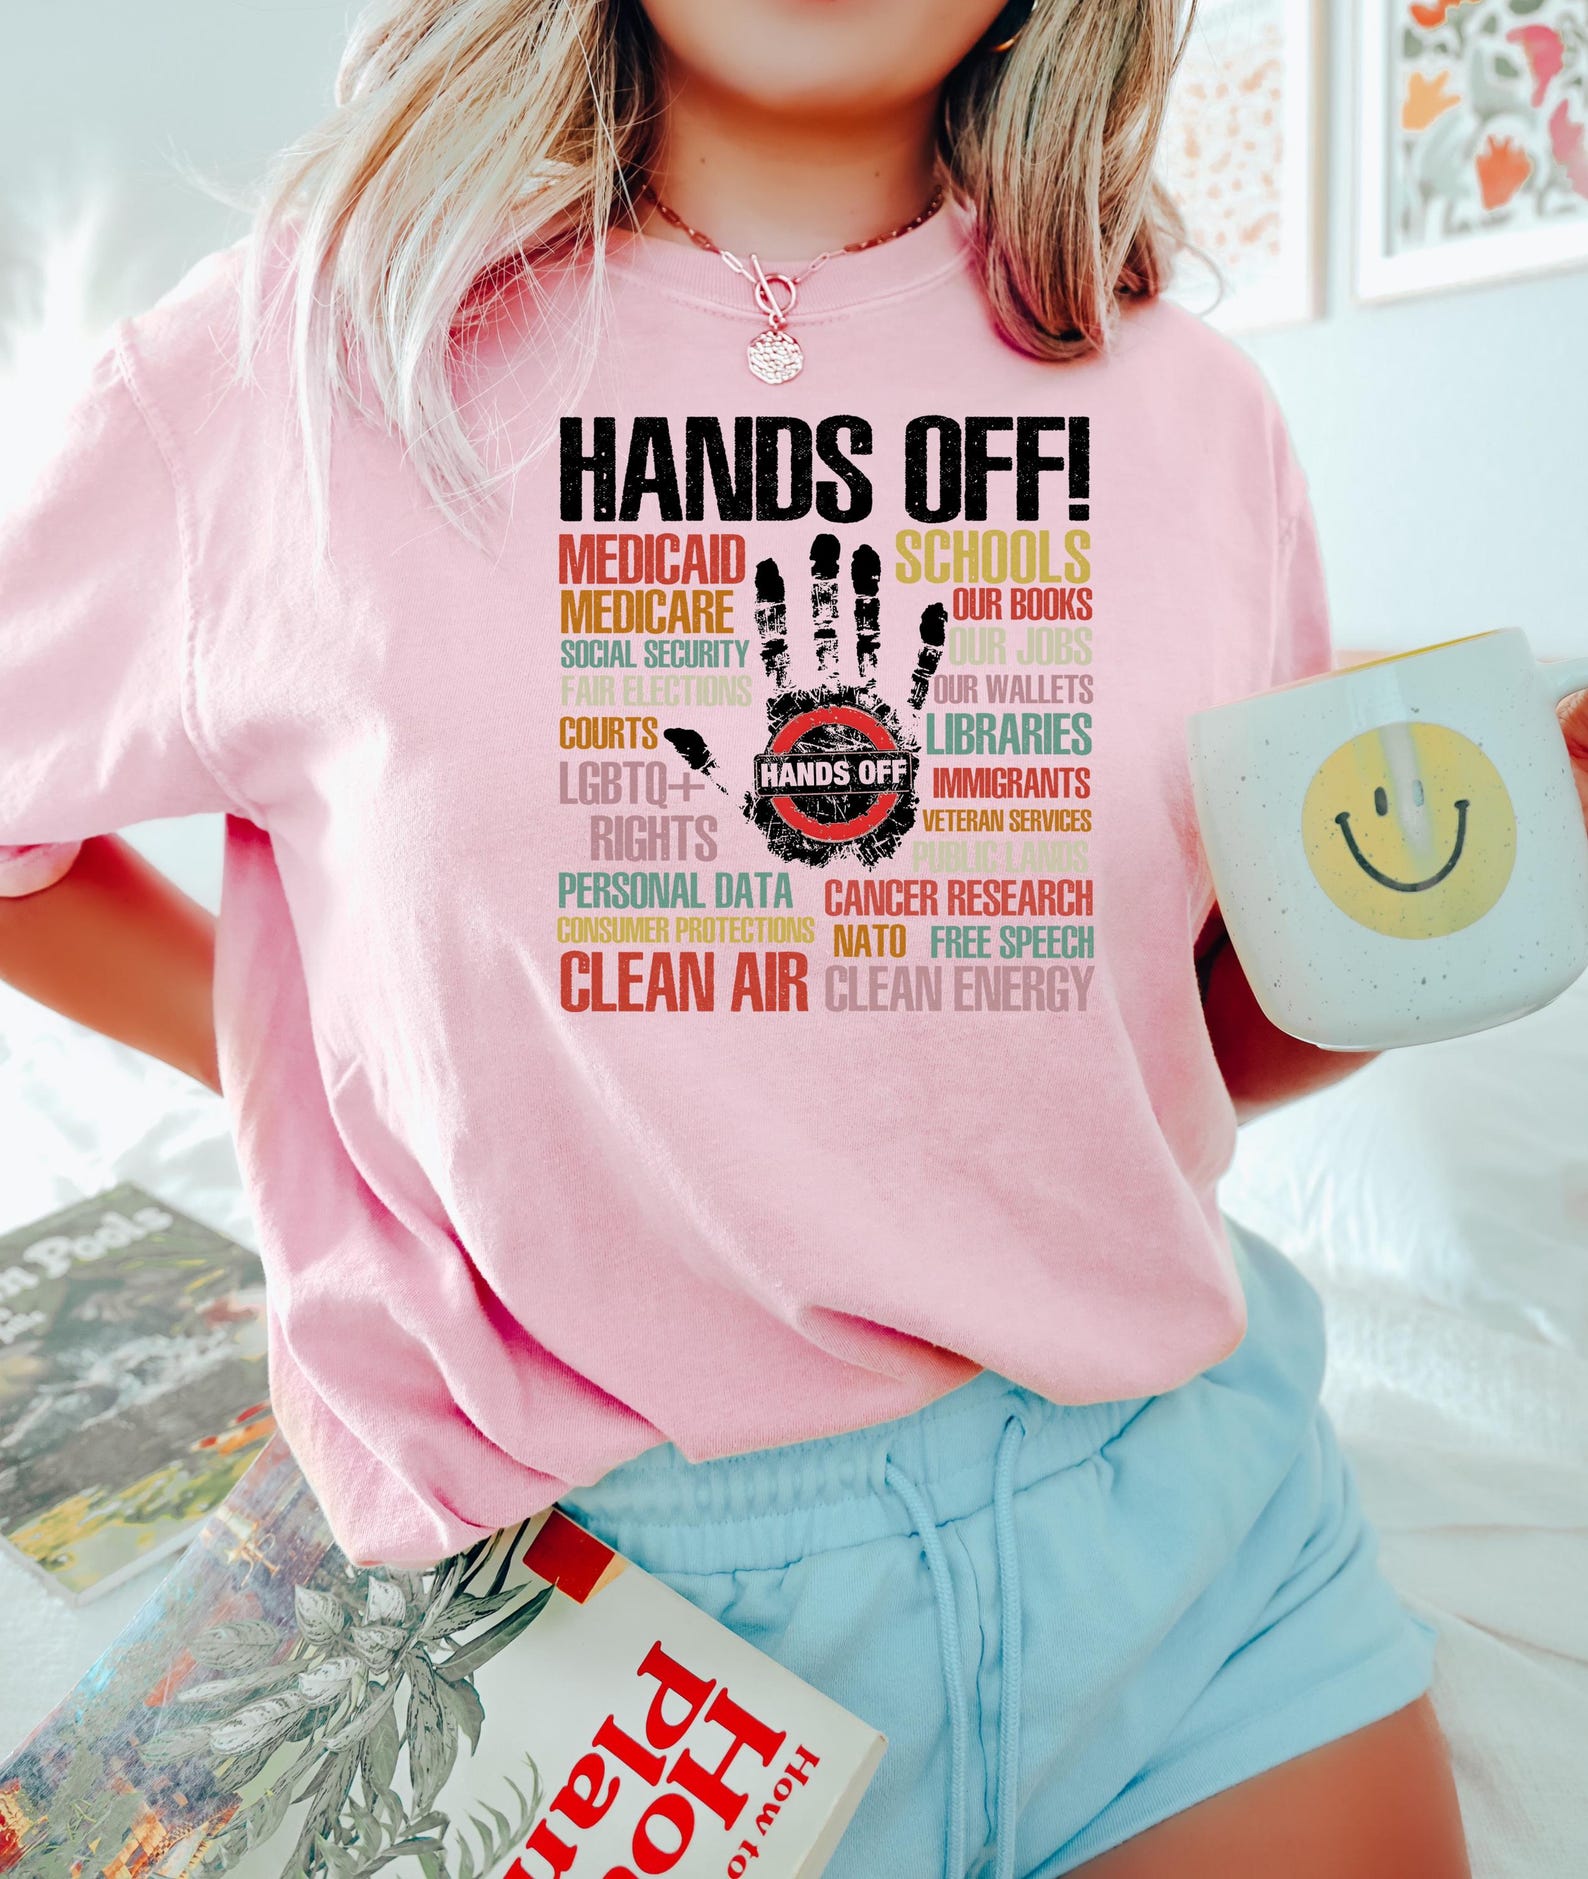 HANDS OFF!
MEDICAID
MEDICARE
SOCIAL SECURITY
FAIR ELECTIONS
COURTS
LGBTQ+
RIGHTS
PERSONAL DATA
CONSUMER PROTECTIONS
CLEAN AIR
HANDS OFF
SCHOOLS
OUR BOOKS
OUR JOBS
OUR WALLETS
LIBRARIES
IMMIGRANTS
VETERAN SERVICES
PUBLIC LANDS
CANCER RESEARCH
NATO FREE SPEECH
CLEAN ENERGY
Pools
How to